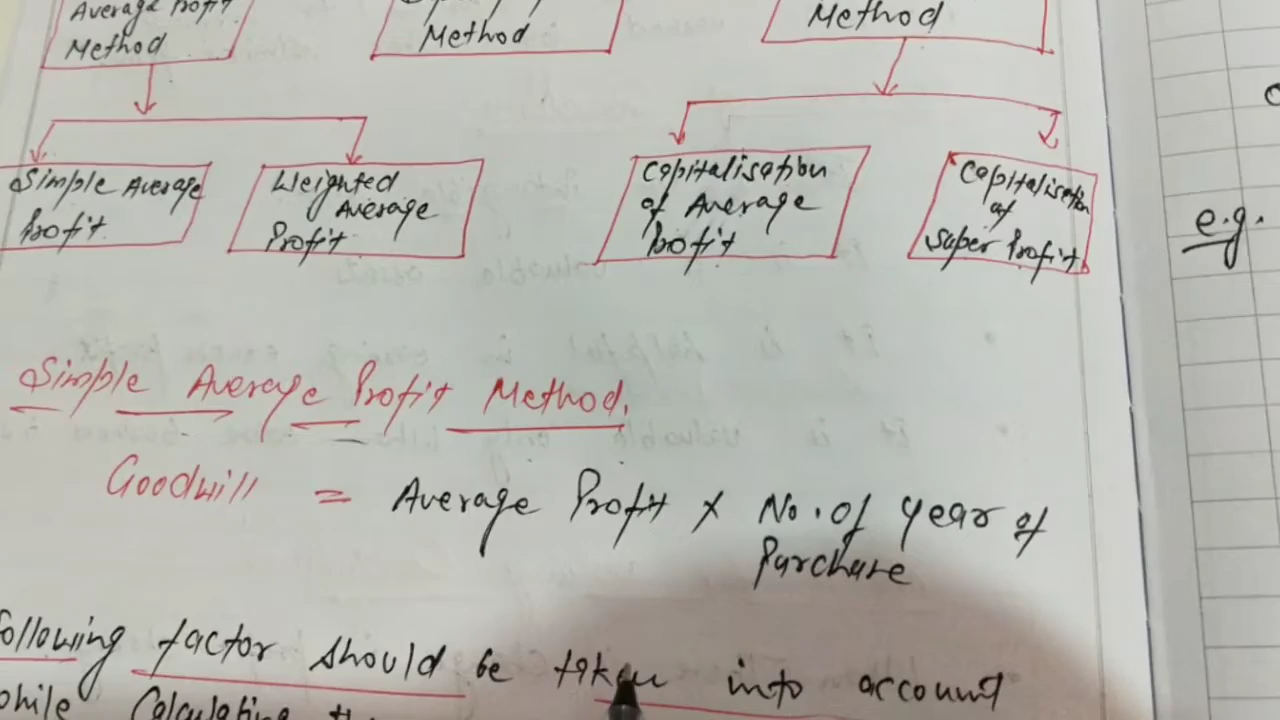 Average Profit
Method
Method
Method
Simple Average
Profit
Weighted
Average
Profit
Capitalisation
of Average
Profit
Capitalisation
of
Super Profit
e.g.
Simple Average Profit Method.
Goodwill = Average Profit × No. of year of
Purchase
Following factor should be taken into account
while Calculating